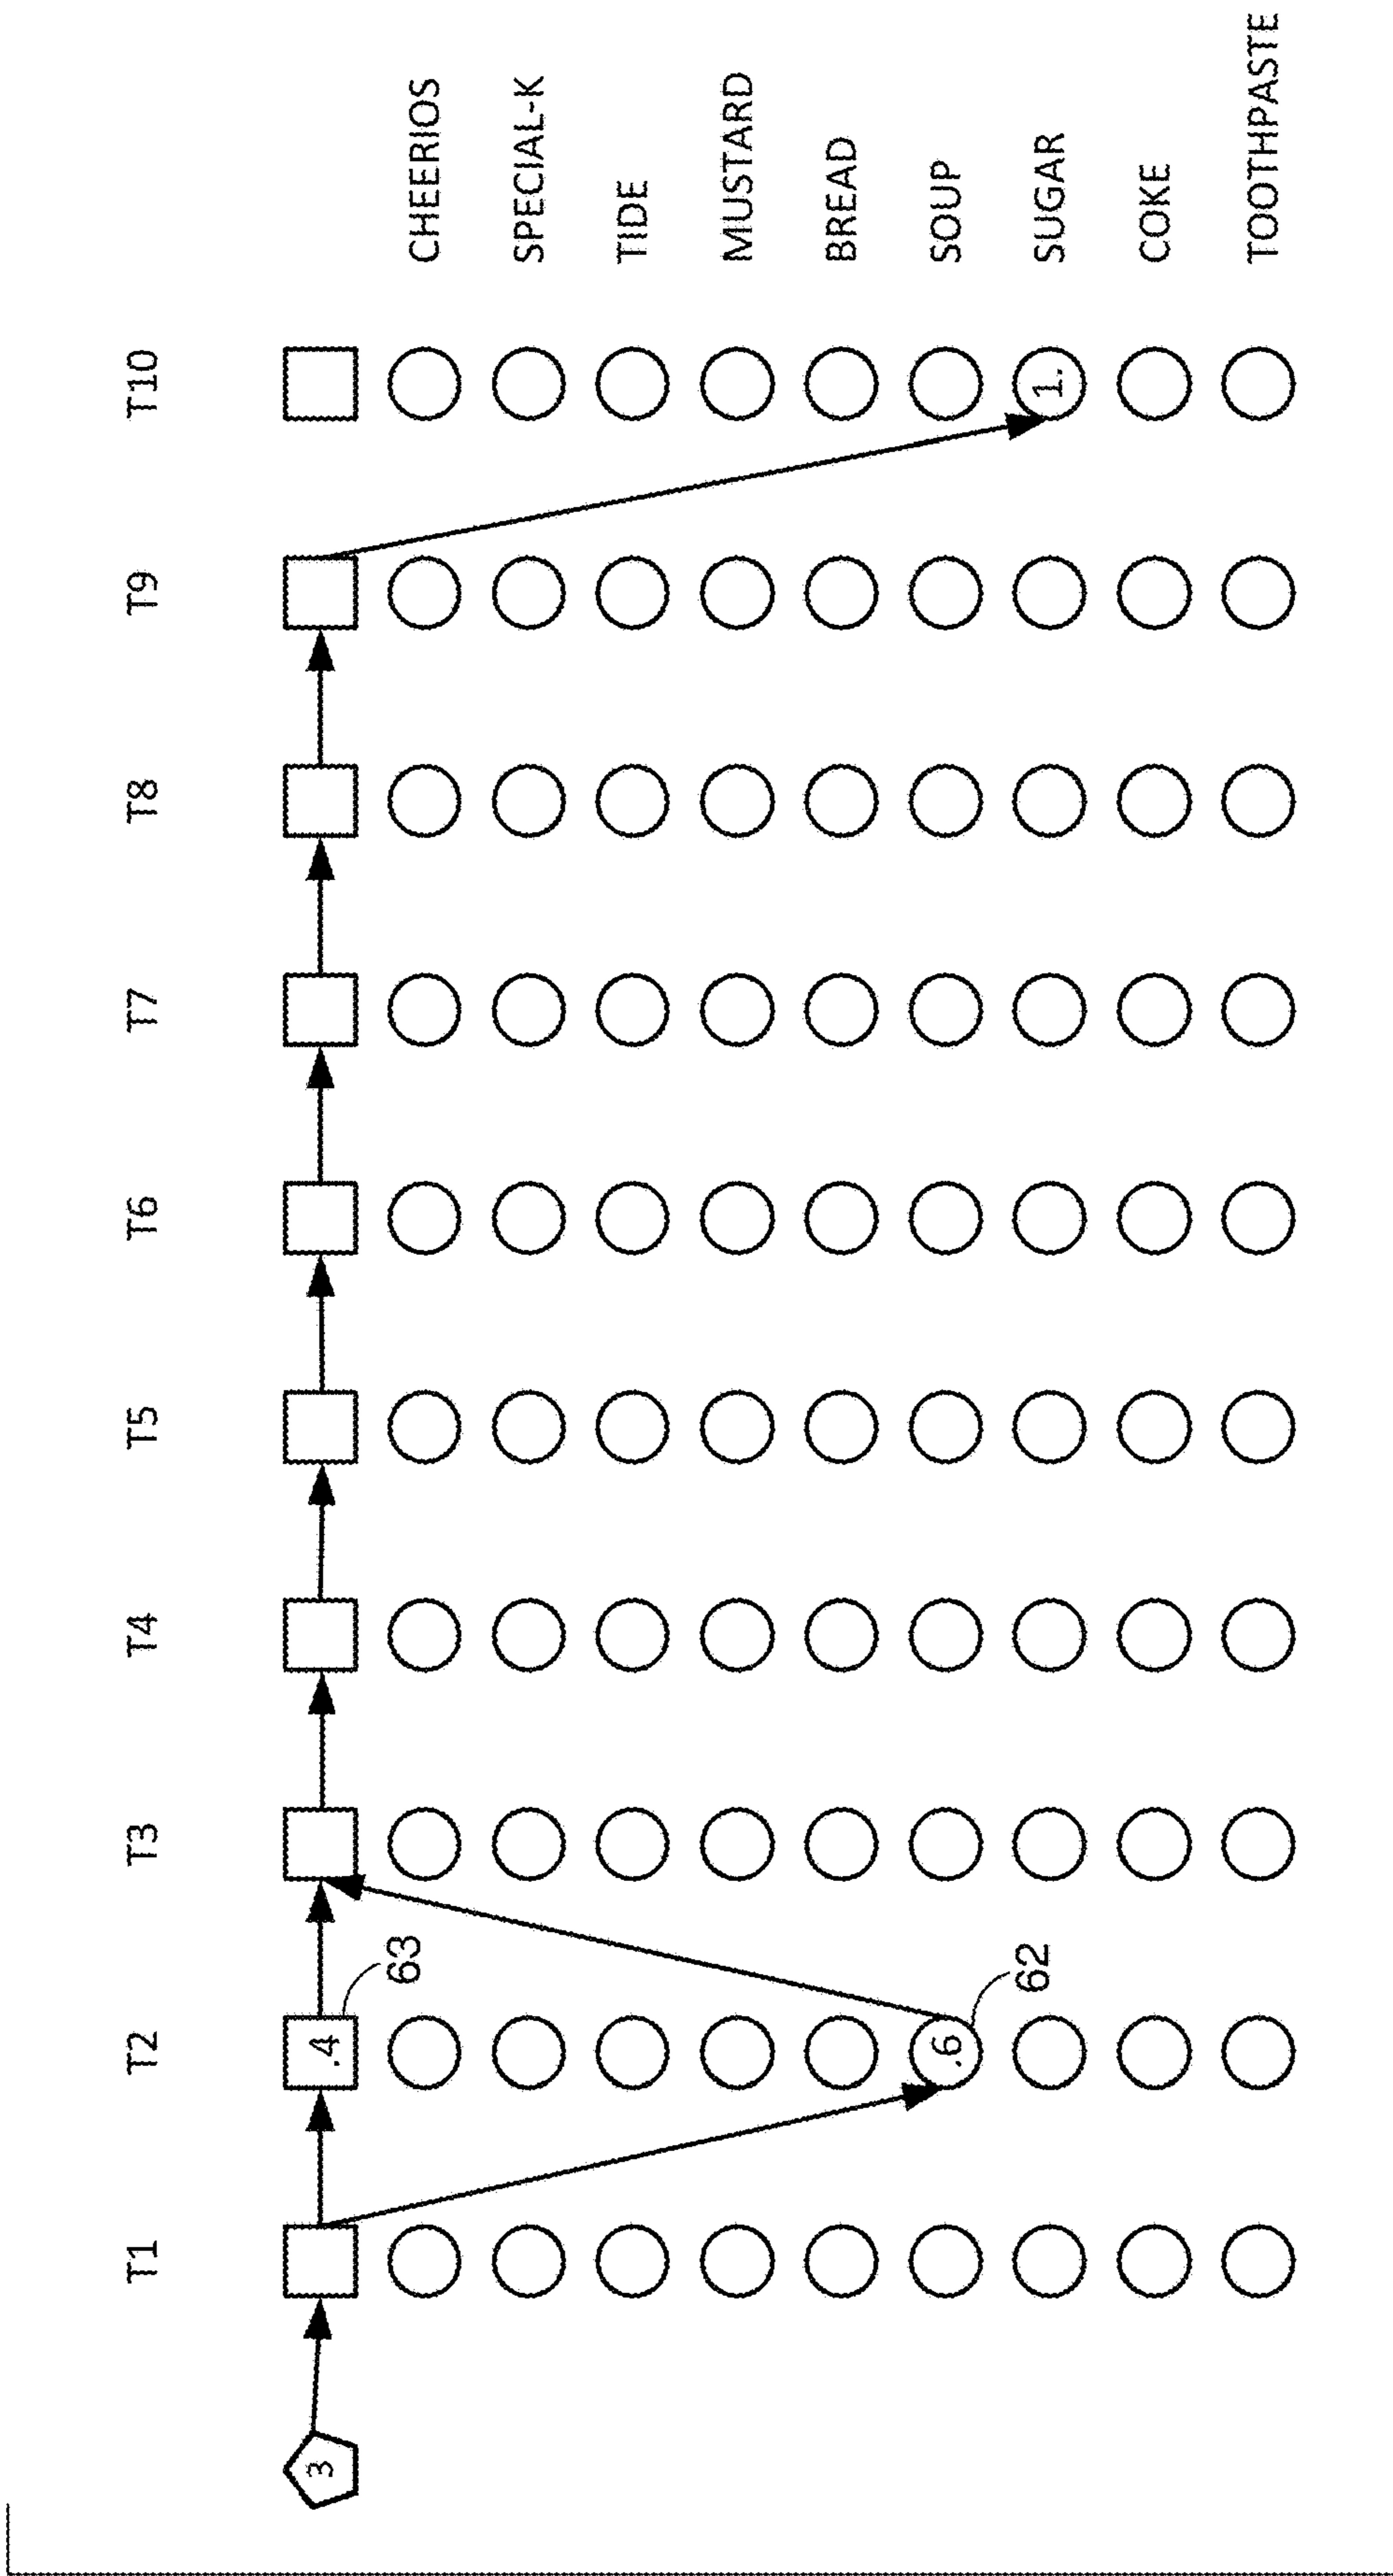 T1 T2 T3 T4 T5 T6 T7 T8 T9 T10
3 .4
63
CHEERIOS
SPECIAL-K
TIDE
MUSTARD
BREAD
.6 SOUP
62
1. SUGAR
COKE
TOOTHPASTE